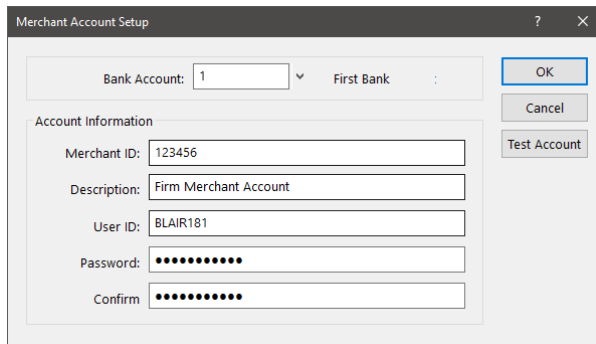 Merchant Account Setup ? ×
Bank Account: 1 First Bank :
OK
Cancel
Test Account
Account Information
Merchant ID: 123456
Description: Firm Merchant Account
User ID: BLAIR181
Password: ●●●●●●●●●●●
Confirm ●●●●●●●●●●●